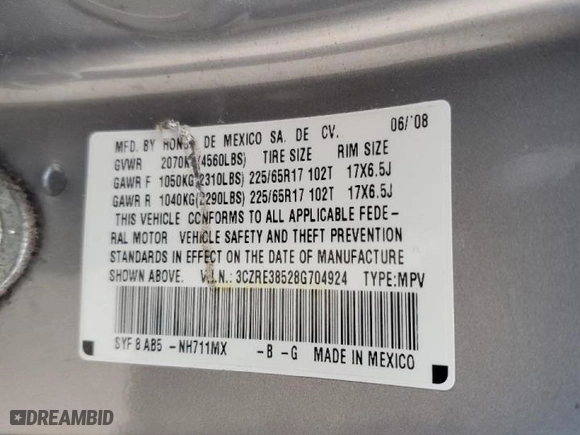 MFD. BY HONDA DE MEXICO SA. DE CV. 06/'08
GVWR 2070KG(4560LBS) TIRE SIZE RIM SIZE
GAWR F 1050KG(2310LBS) 225/65R17 102T 17X6.5J
GAWR R 1040KG(2290LBS) 225/65R17 102T 17X6.5J
THIS VEHICLE CONFORMS TO ALL APPLICABLE FEDE-
RAL MOTOR VEHICLE SAFETY AND THEFT PREVENTION
STANDARDS IN EFFECT ON THE DATE OF MANUFACTURE
SHOWN ABOVE. V.I.N.: 3CZRE38528G704924 TYPE:MPV
SYF 8 AB5 -NH711MX -B -G MADE IN MEXICO
DREAMBID